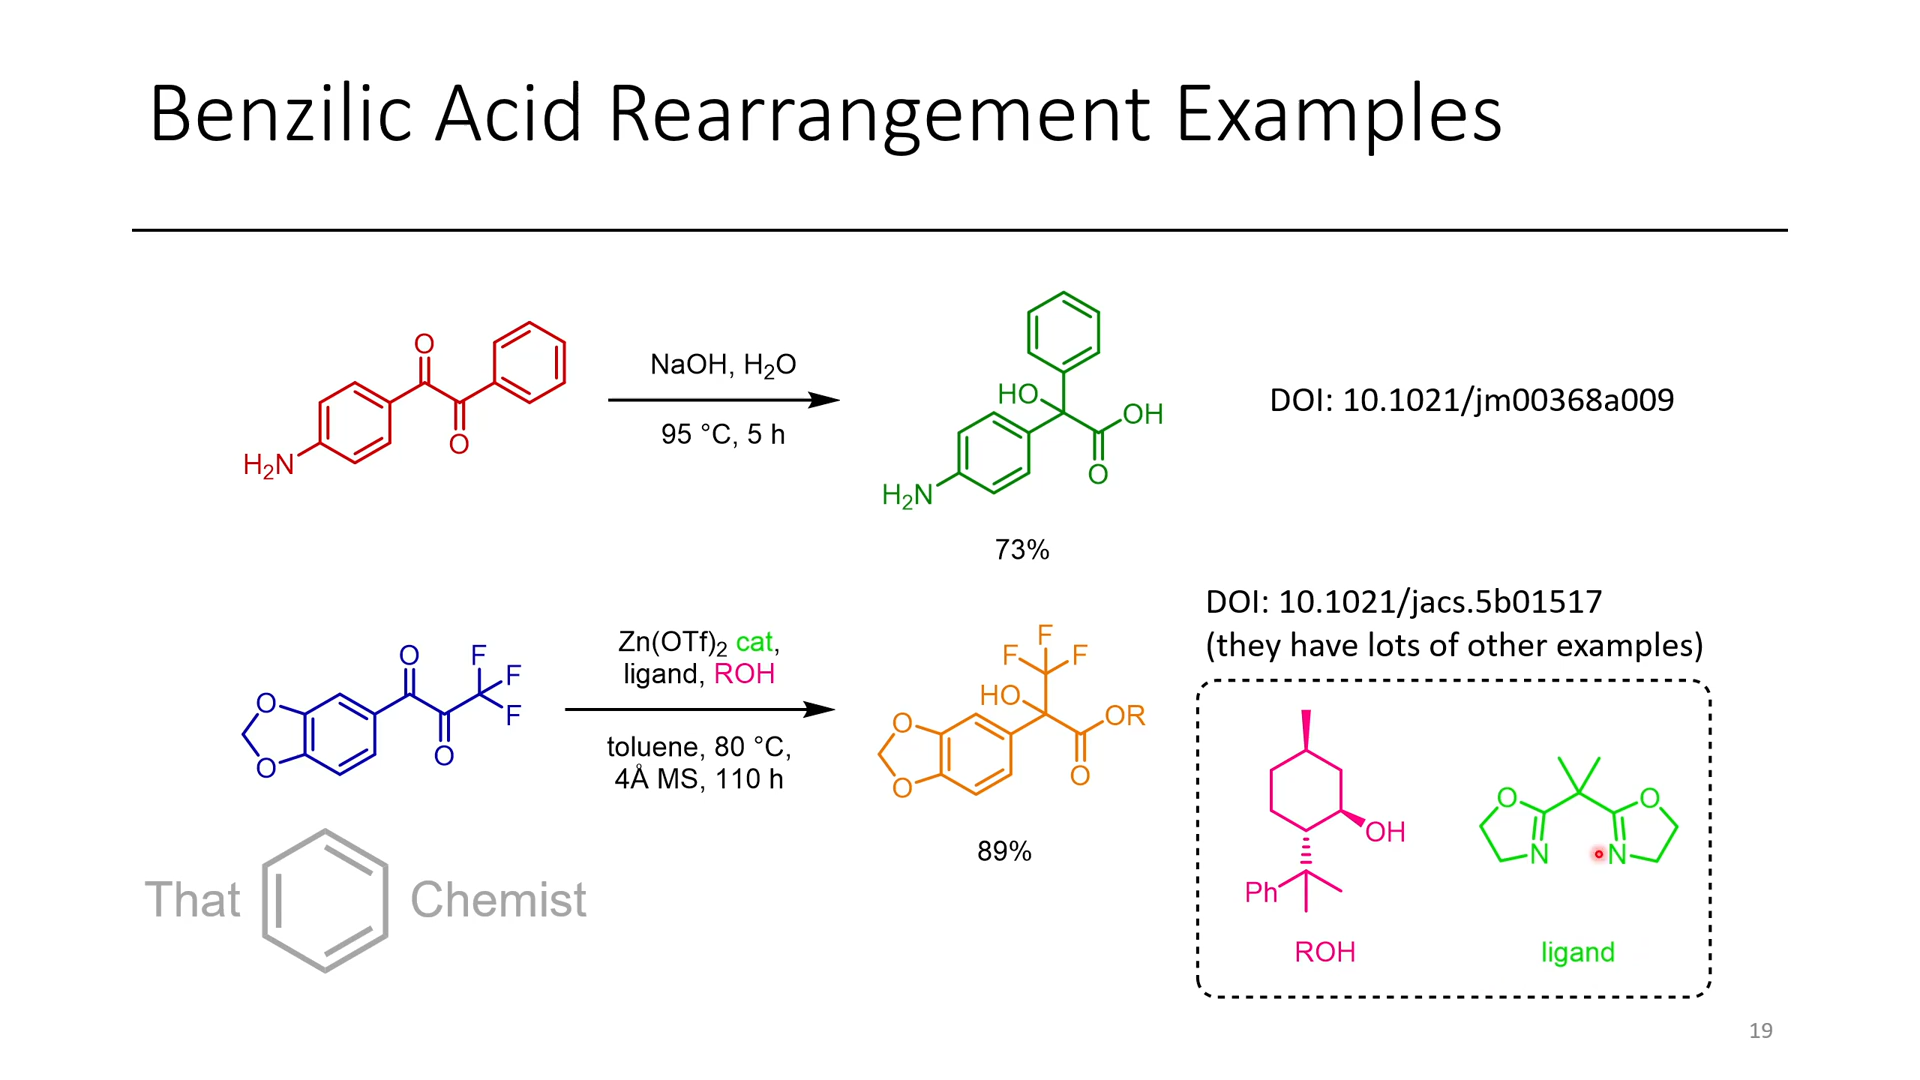 Benzilic Acid Rearrangement Examples
O
O
H₂N
NaOH, H₂O
95 °C, 5 h
HO
OH
O
H₂N
73%
DOI: 10.1021/jm00368a009
O
F
F
F
O
O
O
Zn(OTf)₂ cat,
ligand, ROH
toluene, 80 °C,
4Å MS, 110 h
F
F
F
HO
OR
O
O
O
89%
DOI: 10.1021/jacs.5b01517
(they have lots of other examples)
OH
Ph
ROH
O
O
N
N
ligand
That Chemist
19